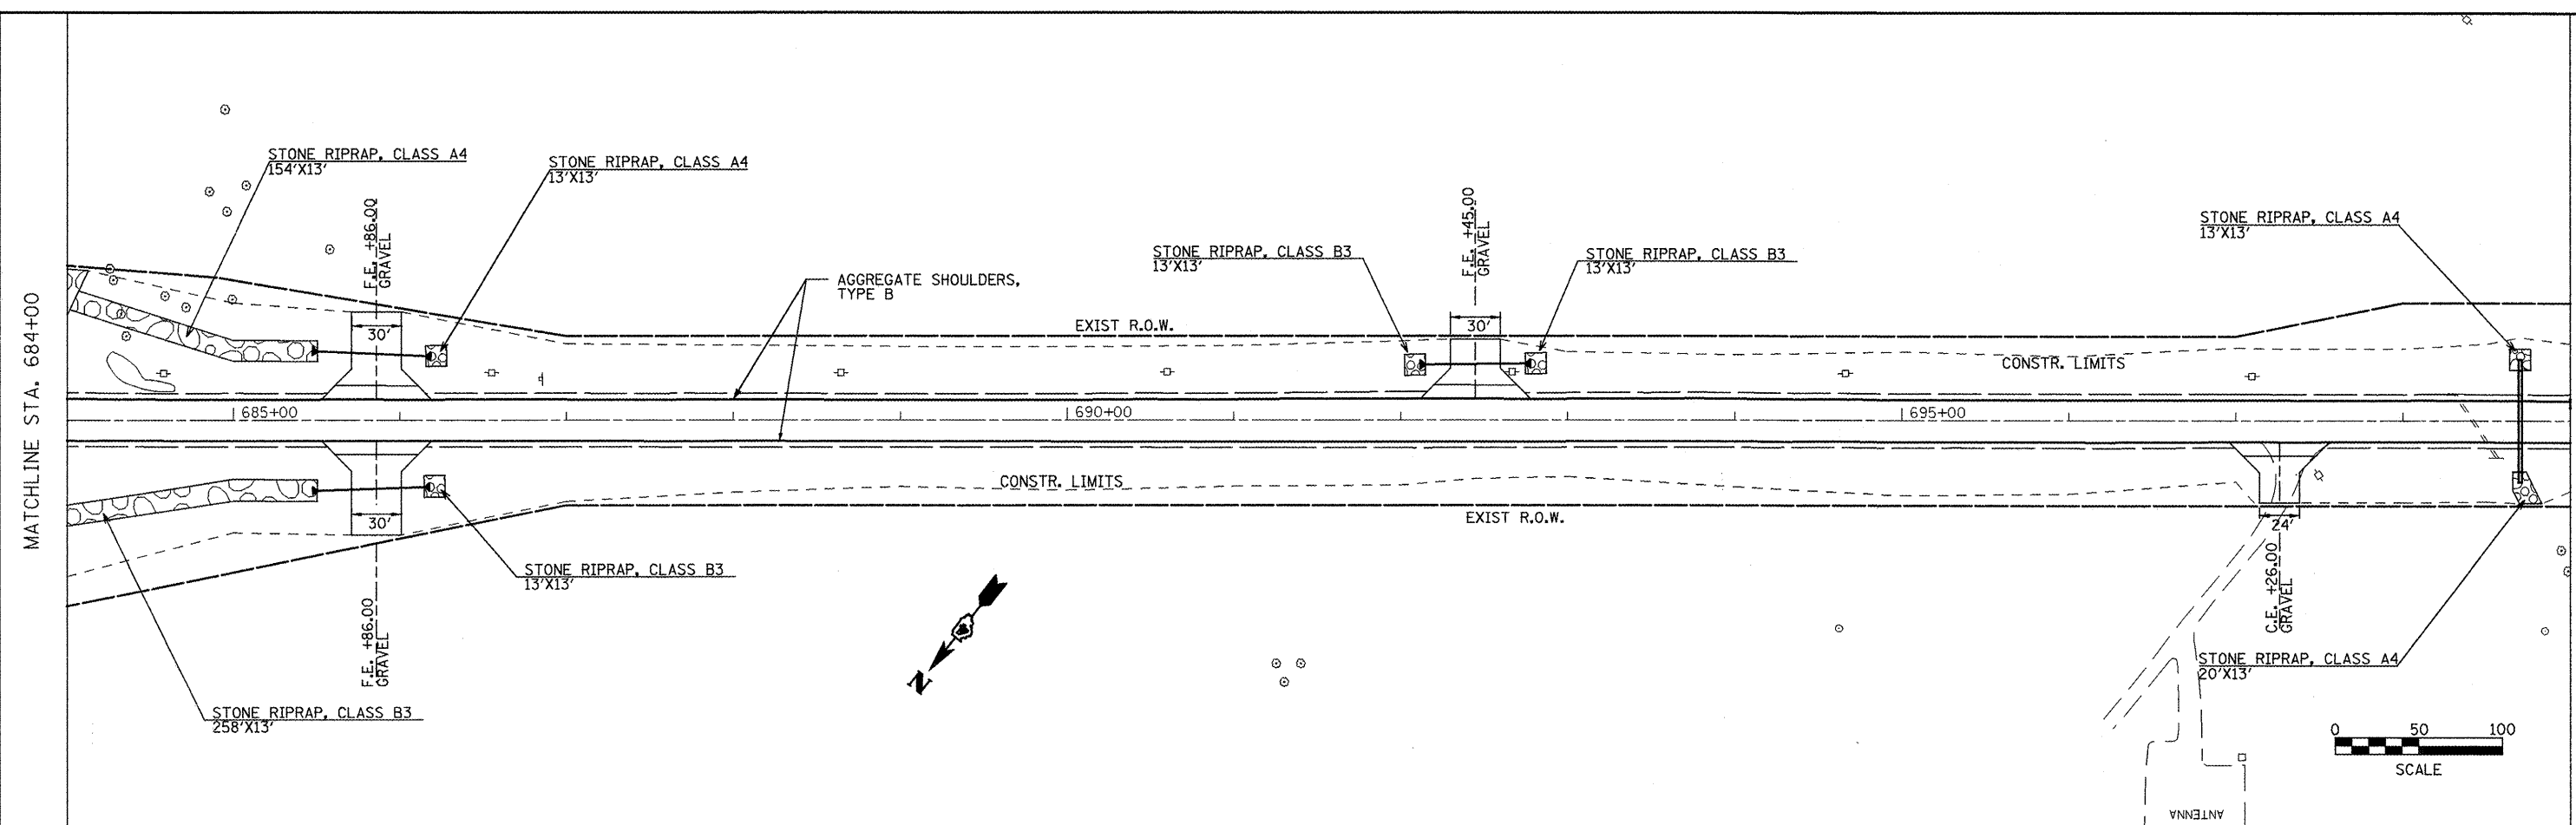 MATCHLINE STA. 684+00
STONE RIPRAP, CLASS A4
154'X13'
STONE RIPRAP, CLASS A4
13'X13'
F.E. +86.00
GRAVEL
30'
AGGREGATE SHOULDERS,
TYPE B
EXIST R.O.W.
STONE RIPRAP, CLASS B3
13'X13'
F.E. +45.00
GRAVEL
30'
STONE RIPRAP, CLASS B3
13'X13'
STONE RIPRAP, CLASS A4
13'X13'
CONSTR. LIMITS
685+00
690+00
695+00
CONSTR. LIMITS
EXIST R.O.W.
30'
F.E. +86.00
GRAVEL
STONE RIPRAP, CLASS B3
13'X13'
STONE RIPRAP, CLASS B3
258'X13'
N
24'
C.E. +26.00
GRAVEL
STONE RIPRAP, CLASS A4
20'X13'
ANTENNA
0 50 100
SCALE